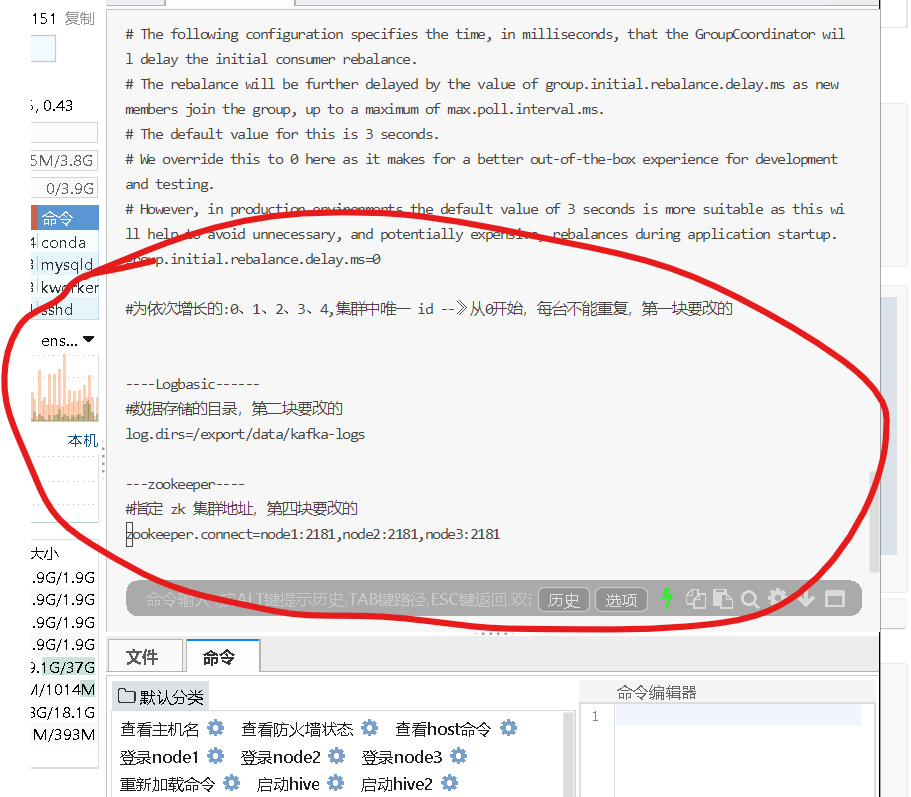 151 复制
# The following configuration specifies the time, in milliseconds, that the GroupCoordinator wil
l delay the initial consumer rebalance.
# The rebalance will be further delayed by the value of group.initial.rebalance.delay.ms as new
members join the group, up to a maximum of max.poll.interval.ms.
# The default value for this is 3 seconds.
# We override this to 0 here as it makes for a better out-of-the-box experience for development
and testing.
# However, in production environments the default value of 3 seconds is more suitable as this wi
ll help to avoid unnecessary, and potentially expensive, rebalances during application startup.
group.initial.rebalance.delay.ms=0
#为依次增长的:0、1、2、3、4,集群中唯一 id --》从0开始，每台不能重复，第一块要改的
----Logbasic------
#数据存储的目录，第二块要改的
log.dirs=/export/data/kafka-logs
---zookeeper----
#指定 zk 集群地址，第四块要改的
zookeeper.connect=node1:2181,node2:2181,node3:2181
, 0.43
5M/3.8G
0/3.9G
命令
conda
mysqld
kworker
sshd
ens...
本机
大小
.9G/1.9G
.9G/1.9G
.9G/1.9G
.9G/1.9G
9.1G/37G
M/1014M
3G/18.1G
M/393M
命令输入 按ALT键提示历史,TAB键路径,ESC键返回,双击
历史
选项
文件
命令
默认分类
查看主机名
查看防火墙状态
查看host命令
登录node1
登录node2
登录node3
重新加载命令
启动hive
启动hive2
命令编辑器
1